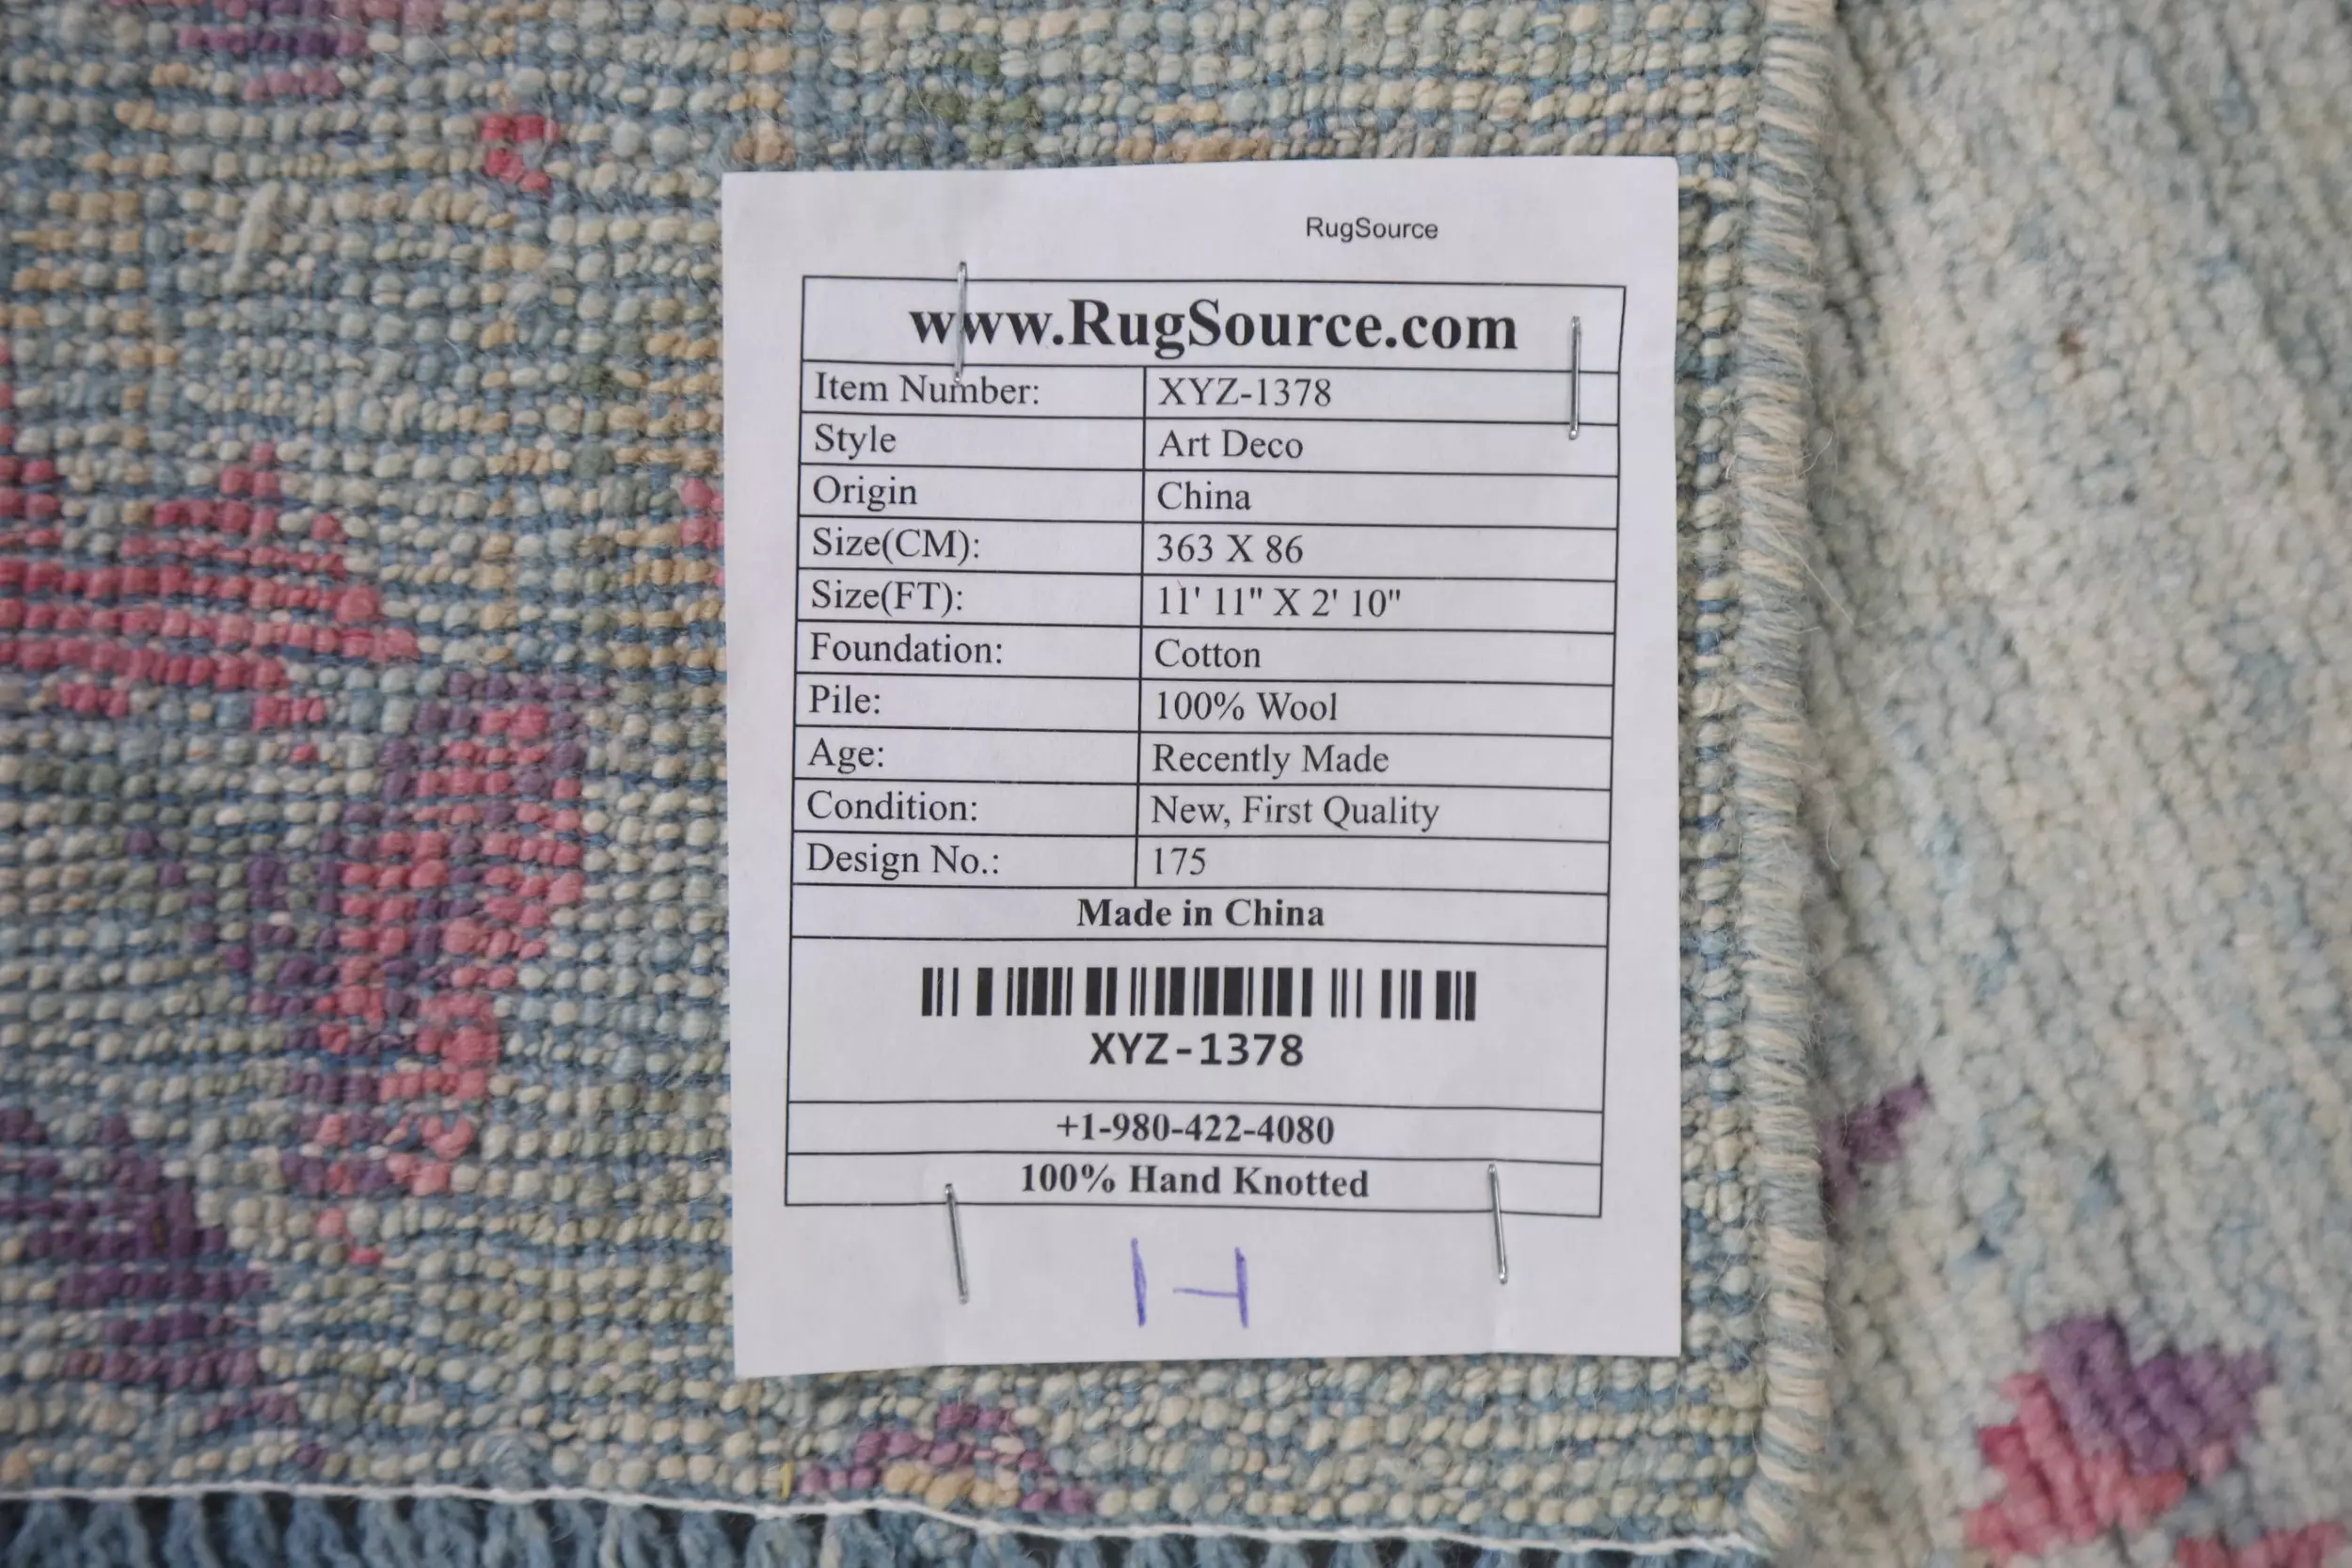 RugSource
www.RugSource.com
Item Number: XYZ-1378
Style Art Deco
Origin China
Size(CM): 363 X 86
Size(FT): 11' 11" X 2' 10"
Foundation: Cotton
Pile: 100% Wool
Age: Recently Made
Condition: New, First Quality
Design No.: 175
Made in China
XYZ-1378
+1-980-422-4080
100% Hand Knotted